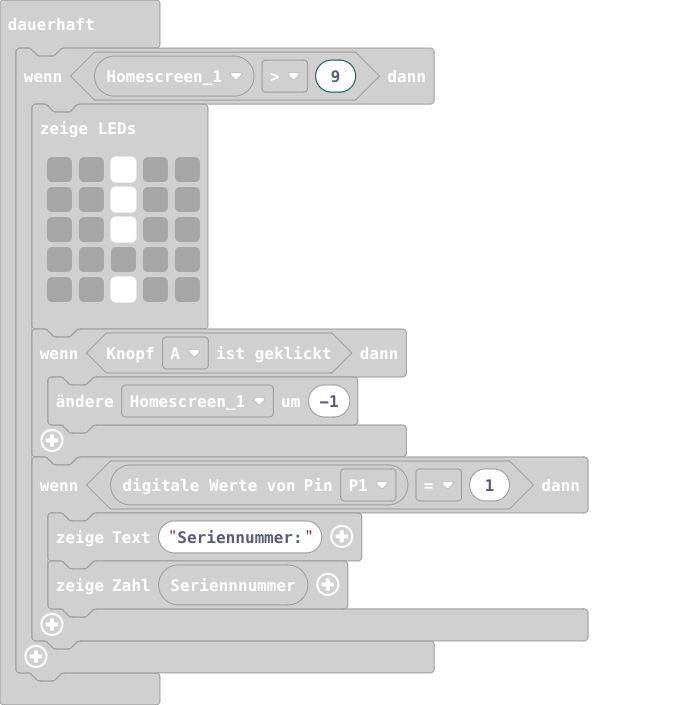 dauerhaft
wenn Homescreen_1 > 9 dann
zeige LEDs
wenn Knopf A ist geklickt dann
ändere Homescreen_1 um -1
wenn digitale Werte von Pin P1 = 1 dann
zeige Text "Seriennummer:"
zeige Zahl Seriennnummer